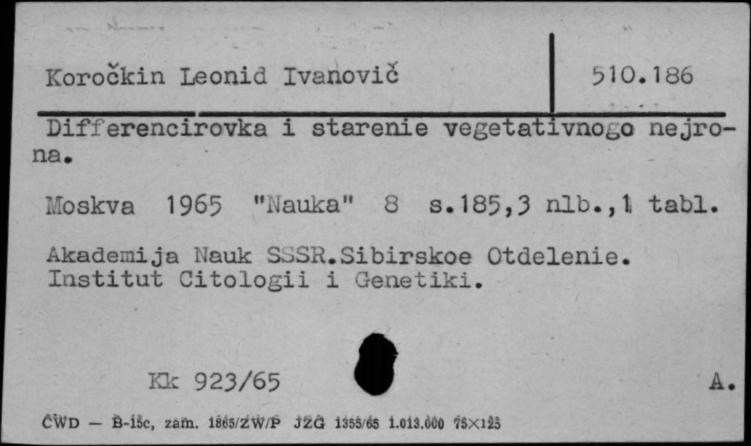 Koročkin Leonid Ivanovič 510.186
Differencirovka i starenie vegetativnogo nejro-
na.
Moskva 1965 "Nauka" 8 s.185,3 nlb.,1 tabl.
Akademija Nauk SSSR.Sibirskoe Otdelenie.
Institut Citologii i Genetiki.
Kk 923/65 A.
ĆWD — B-15c, zam. 1865/ZW/P JZG 1355/65 1.013.000 75×125